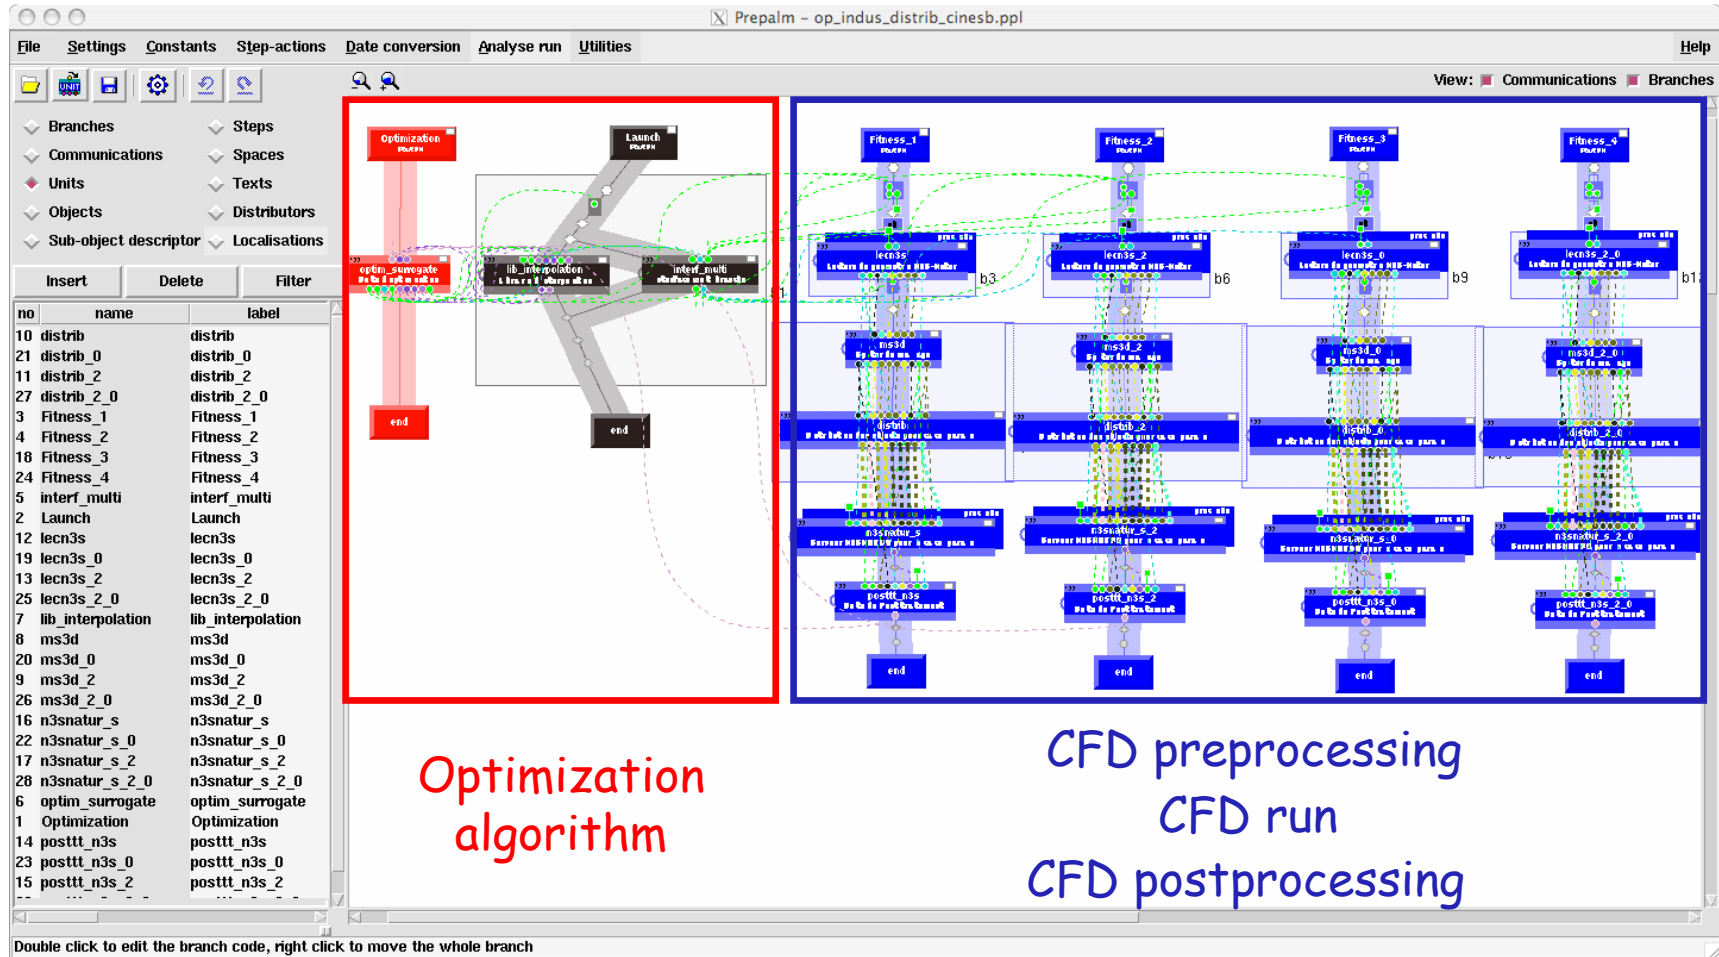 Prepalm – op_indus_distrib_cinesb.ppl
File Settings Constants Step-actions Date conversion Analyse run Utilities Help
View: Communications Branches
Branches Steps
Communications Spaces
Units Texts
Objects Distributors
Sub-object descriptor Localisations
Insert Delete Filter
no name label
10 distrib distrib
21 distrib_0 distrib_0
11 distrib_2 distrib_2
27 distrib_2_0 distrib_2_0
3 Fitness_1 Fitness_1
4 Fitness_2 Fitness_2
18 Fitness_3 Fitness_3
24 Fitness_4 Fitness_4
5 interf_multi interf_multi
2 Launch Launch
12 lecn3s lecn3s
19 lecn3s_0 lecn3s_0
13 lecn3s_2 lecn3s_2
25 lecn3s_2_0 lecn3s_2_0
7 lib_interpolation lib_interpolation
8 ms3d ms3d
20 ms3d_0 ms3d_0
9 ms3d_2 ms3d_2
26 ms3d_2_0 ms3d_2_0
16 n3snatur_s n3snatur_s
22 n3snatur_s_0 n3snatur_s_0
17 n3snatur_s_2 n3snatur_s_2
28 n3snatur_s_2_0 n3snatur_s_2_0
6 optim_surrogate optim_surrogate
1 Optimization Optimization
14 posttt_n3s posttt_n3s
23 posttt_n3s_0 posttt_n3s_0
15 posttt_n3s_2 posttt_n3s_2
UNIT
Optimization
Launch
optim_surrogate
lib_interpolation
interf_multi
end
end
Fitness_1 Fitness_2 Fitness_3 Fitness_4
lecn3s lecn3s_2 lecn3s_0 lecn3s_2_0
b3 b6 b9
ms3d ms3d_2 ms3d_0 ms3d_2_0
distrib distrib_2 distrib_0 distrib_2_0
n3snatur_s n3snatur_s_2 n3snatur_s_0 n3snatur_s_2_0
posttt_n3s posttt_n3s_2 posttt_n3s_0 posttt_n3s_2_0
end end end end
Optimization
algorithm
CFD preprocessing
CFD run
CFD postprocessing
Double click to edit the branch code, right click to move the whole branch